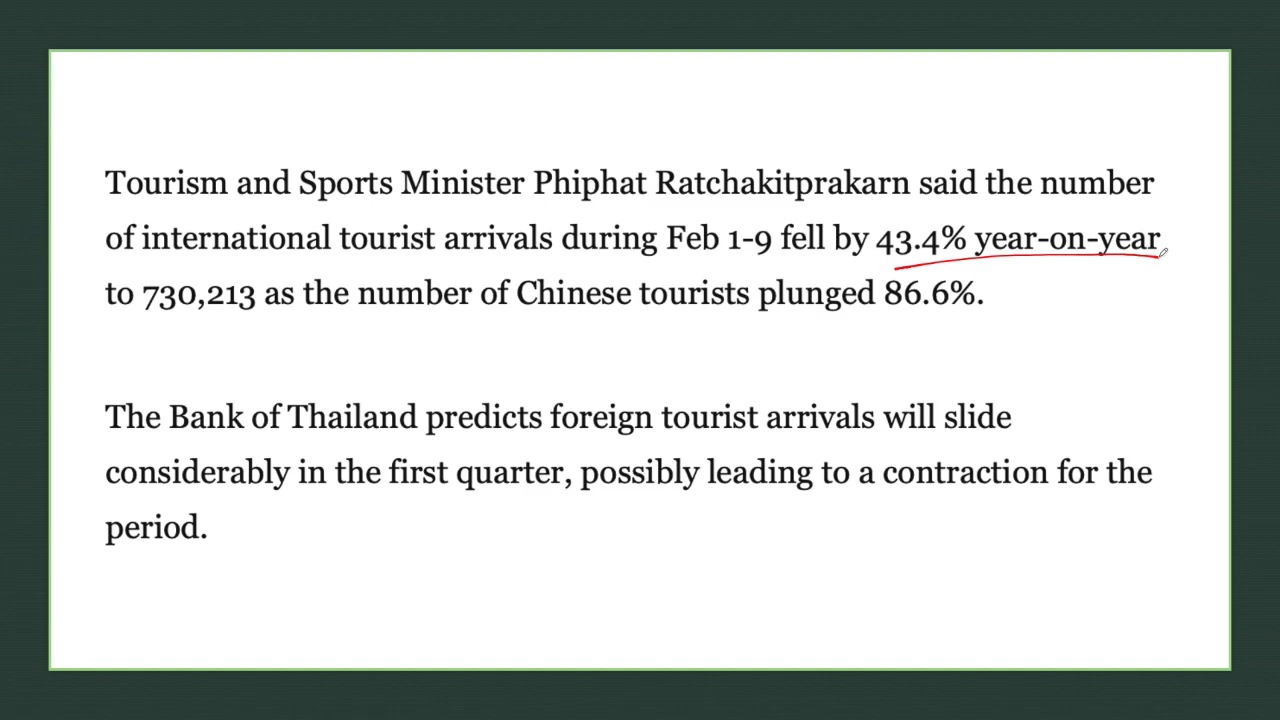 Tourism and Sports Minister Phiphat Ratchakitprakarn said the number
of international tourist arrivals during Feb 1-9 fell by 43.4% year-on-year
to 730,213 as the number of Chinese tourists plunged 86.6%.
The Bank of Thailand predicts foreign tourist arrivals will slide
considerably in the first quarter, possibly leading to a contraction for the
period.